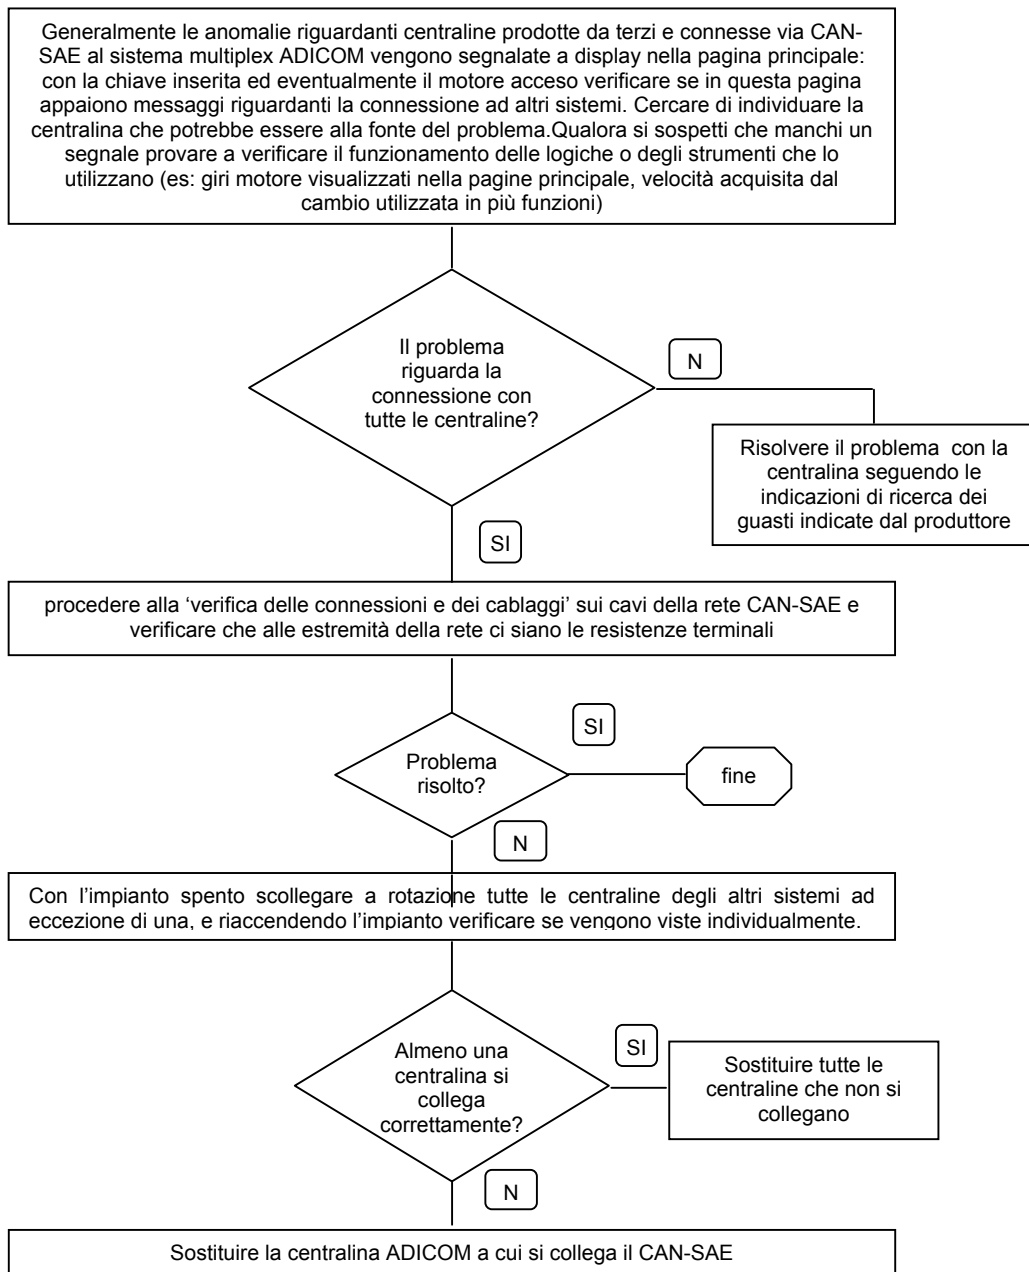 Generalmente le anomalie riguardanti centraline prodotte da terzi e connesse via CAN-
SAE al sistema multiplex ADICOM vengono segnalate a display nella pagina principale:
con la chiave inserita ed eventualmente il motore acceso verificare se in questa pagina
appaiono messaggi riguardanti la connessione ad altri sistemi. Cercare di individuare la
centralina che potrebbe essere alla fonte del problema.Qualora si sospetti che manchi un
segnale provare a verificare il funzionamento delle logiche o degli strumenti che lo
utilizzano (es: giri motore visualizzati nella pagine principale, velocità acquisita dal
cambio utilizzata in più funzioni)
Il problema
riguarda la
connessione con
tutte le centraline?
N
Risolvere il problema con la
centralina seguendo le
indicazioni di ricerca dei
guasti indicate dal produttore
SI
procedere alla ‘verifica delle connessioni e dei cablaggi’ sui cavi della rete CAN-SAE e
verificare che alle estremità della rete ci siano le resistenze terminali
Problema
risolto?
SI
fine
N
Con l’impianto spento scollegare a rotazione tutte le centraline degli altri sistemi ad
eccezione di una, e riaccendendo l’impianto verificare se vengono viste individualmente.
Almeno una
centralina si
collega
correttamente?
SI
Sostituire tutte le
centraline che non si
collegano
N
Sostituire la centralina ADICOM a cui si collega il CAN-SAE